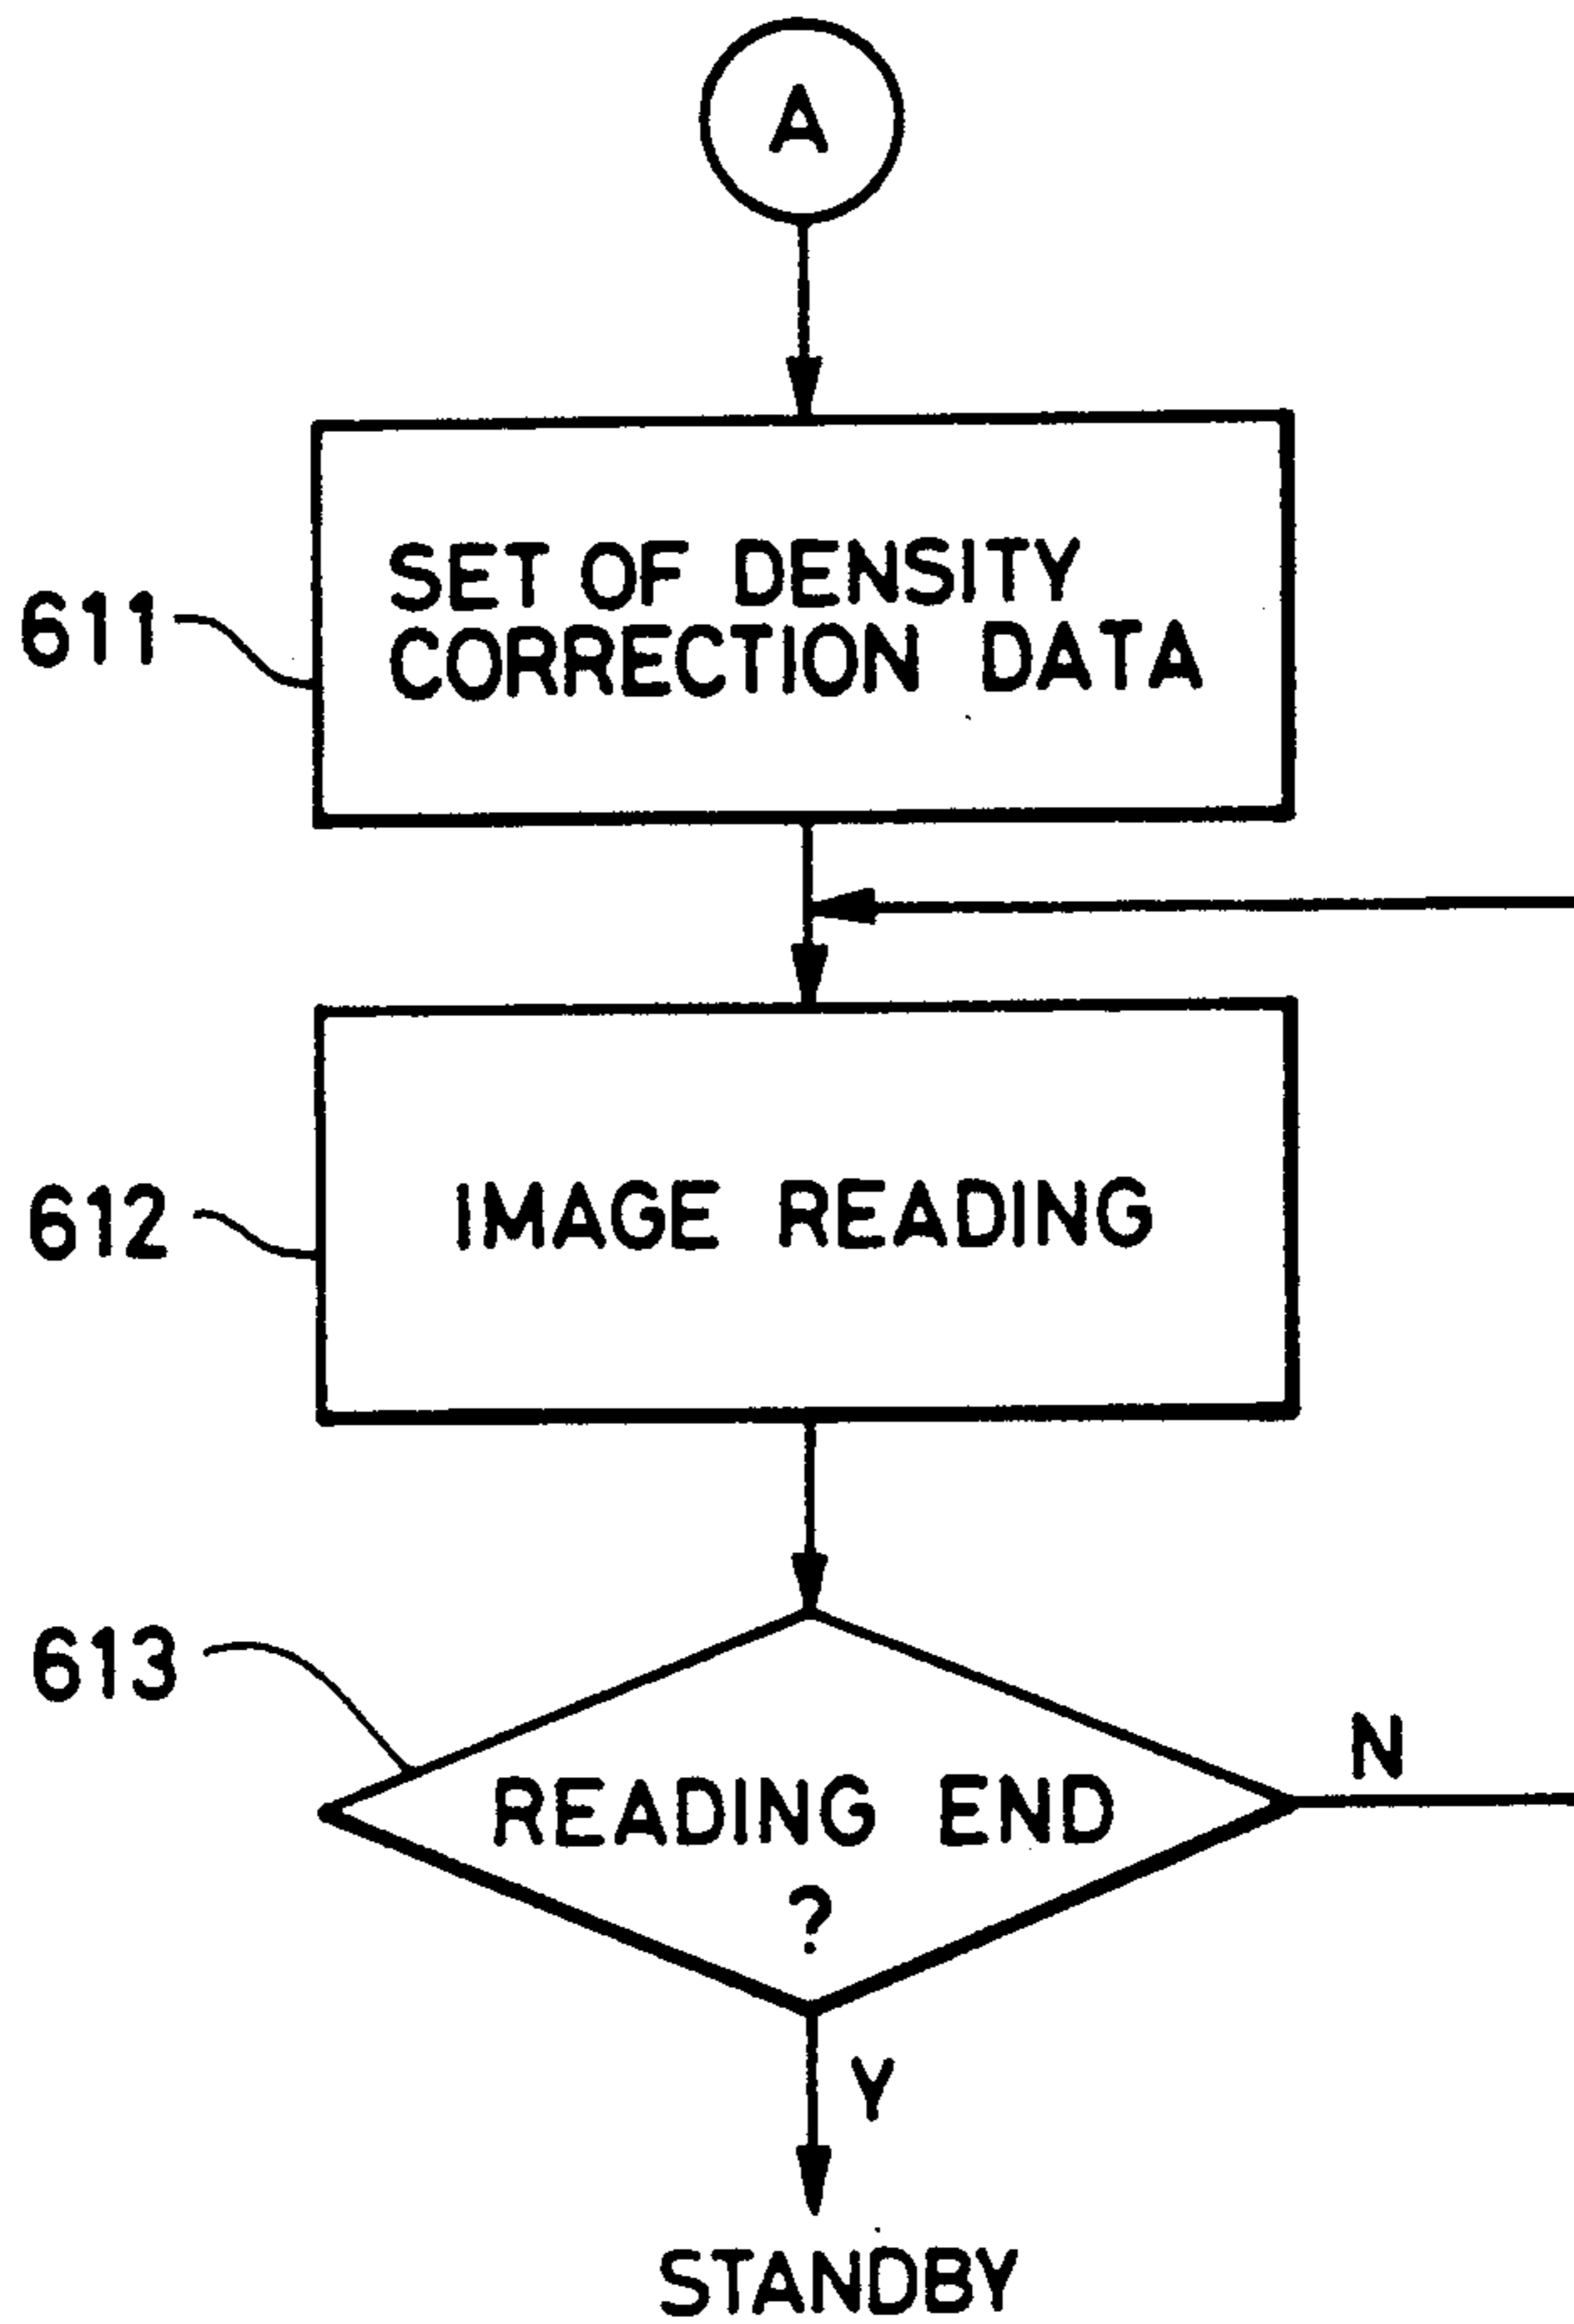 A
SET OF DENSITY
CORRECTION DATA
611
IMAGE READING
612
613
READING END
?
N
Y
STANDBY